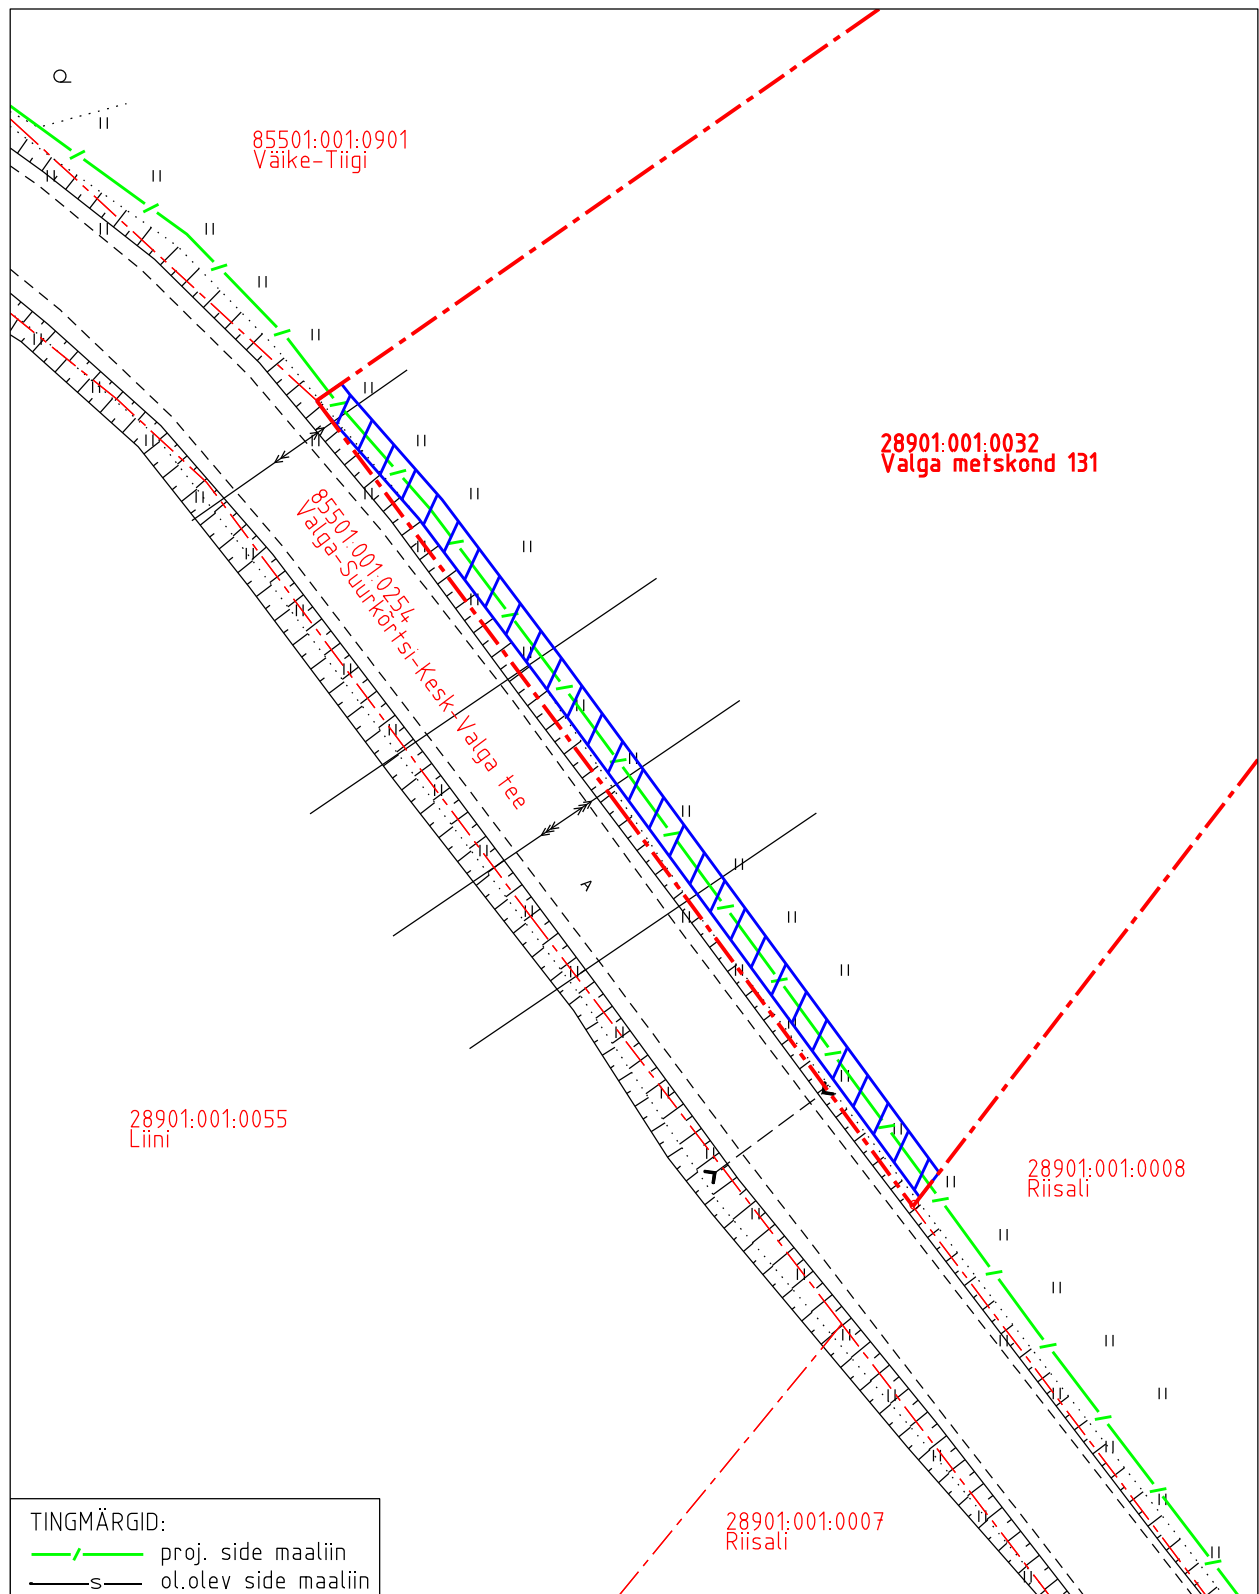 85501:001:0901
Väike-Tiigi
28901:001:0032
Valga metskond 131
85501:001:0254
Valga-Suurkõrtsi-Kesk-Valga tee
A
28901:001:0055
Liini
28901:001:0008
Riisali
28901:001:0007
Riisali
TINGMÄRGID:
proj. side maaliin
S ol.olev side maaliin